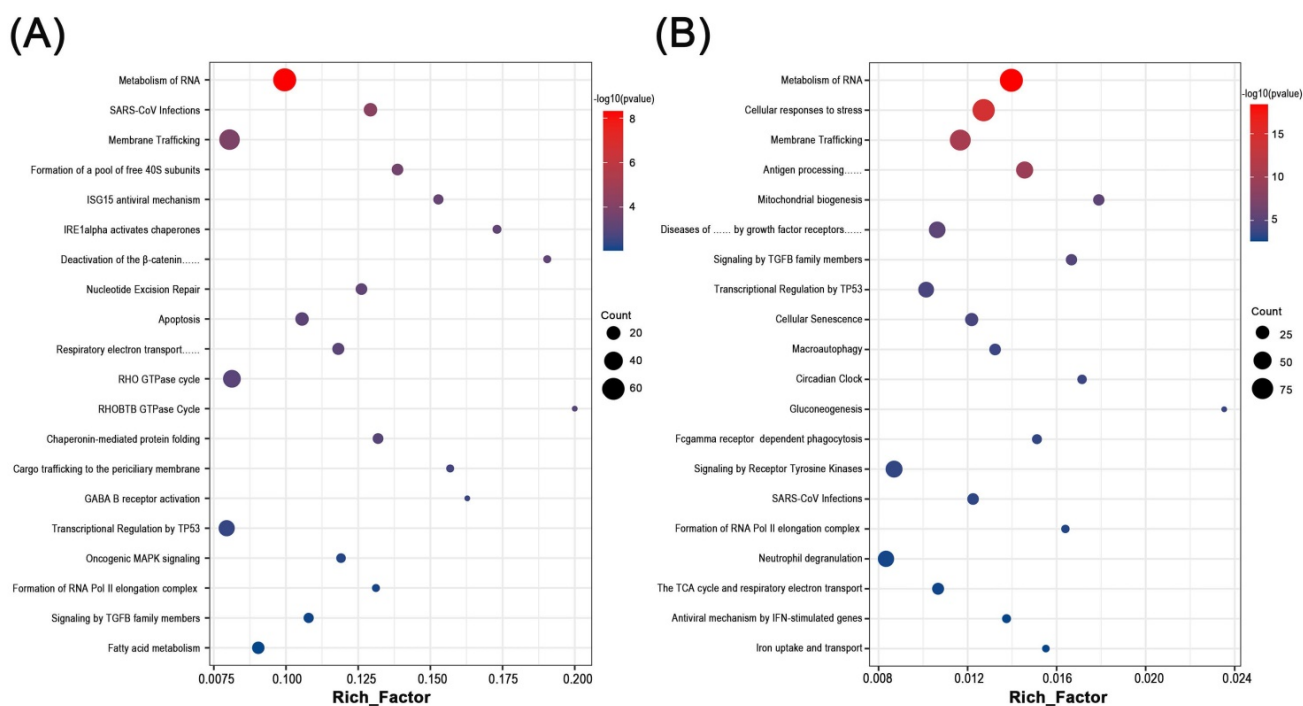 (A)
Metabolism of RNA
SARS-CoV Infections
Membrane Trafficking
Formation of a pool of free 40S subunits
ISG15 antiviral mechanism
IRE1alpha activates chaperones
Deactivation of the β-catenin……
Nucleotide Excision Repair
Apoptosis
Respiratory electron transport……
RHO GTPase cycle
RHOBTB GTPase Cycle
Chaperonin-mediated protein folding
Cargo trafficking to the periciliary membrane
GABA B receptor activation
Transcriptional Regulation by TP53
Oncogenic MAPK signaling
Formation of RNA Pol II elongation complex
Signaling by TGFB family members
Fatty acid metabolism
0.0075 0.100 0.125 0.150 0.175 0.200
Rich_Factor
-log10(pvalue)
8
6
4
Count
20
40
60
(B)
Metabolism of RNA
Cellular responses to stress
Membrane Trafficking
Antigen processing……
Mitochondrial biogenesis
Diseases of …… by growth factor receptors……
Signaling by TGFB family members
Transcriptional Regulation by TP53
Cellular Senescence
Macroautophagy
Circadian Clock
Gluconeogenesis
Fcgamma receptor dependent phagocytosis
Signaling by Receptor Tyrosine Kinases
SARS-CoV Infections
Formation of RNA Pol II elongation complex
Neutrophil degranulation
The TCA cycle and respiratory electron transport
Antiviral mechanism by IFN-stimulated genes
Iron uptake and transport
0.008 0.012 0.016 0.020 0.024
Rich_Factor
-log10(pvalue)
15
10
5
Count
25
50
75